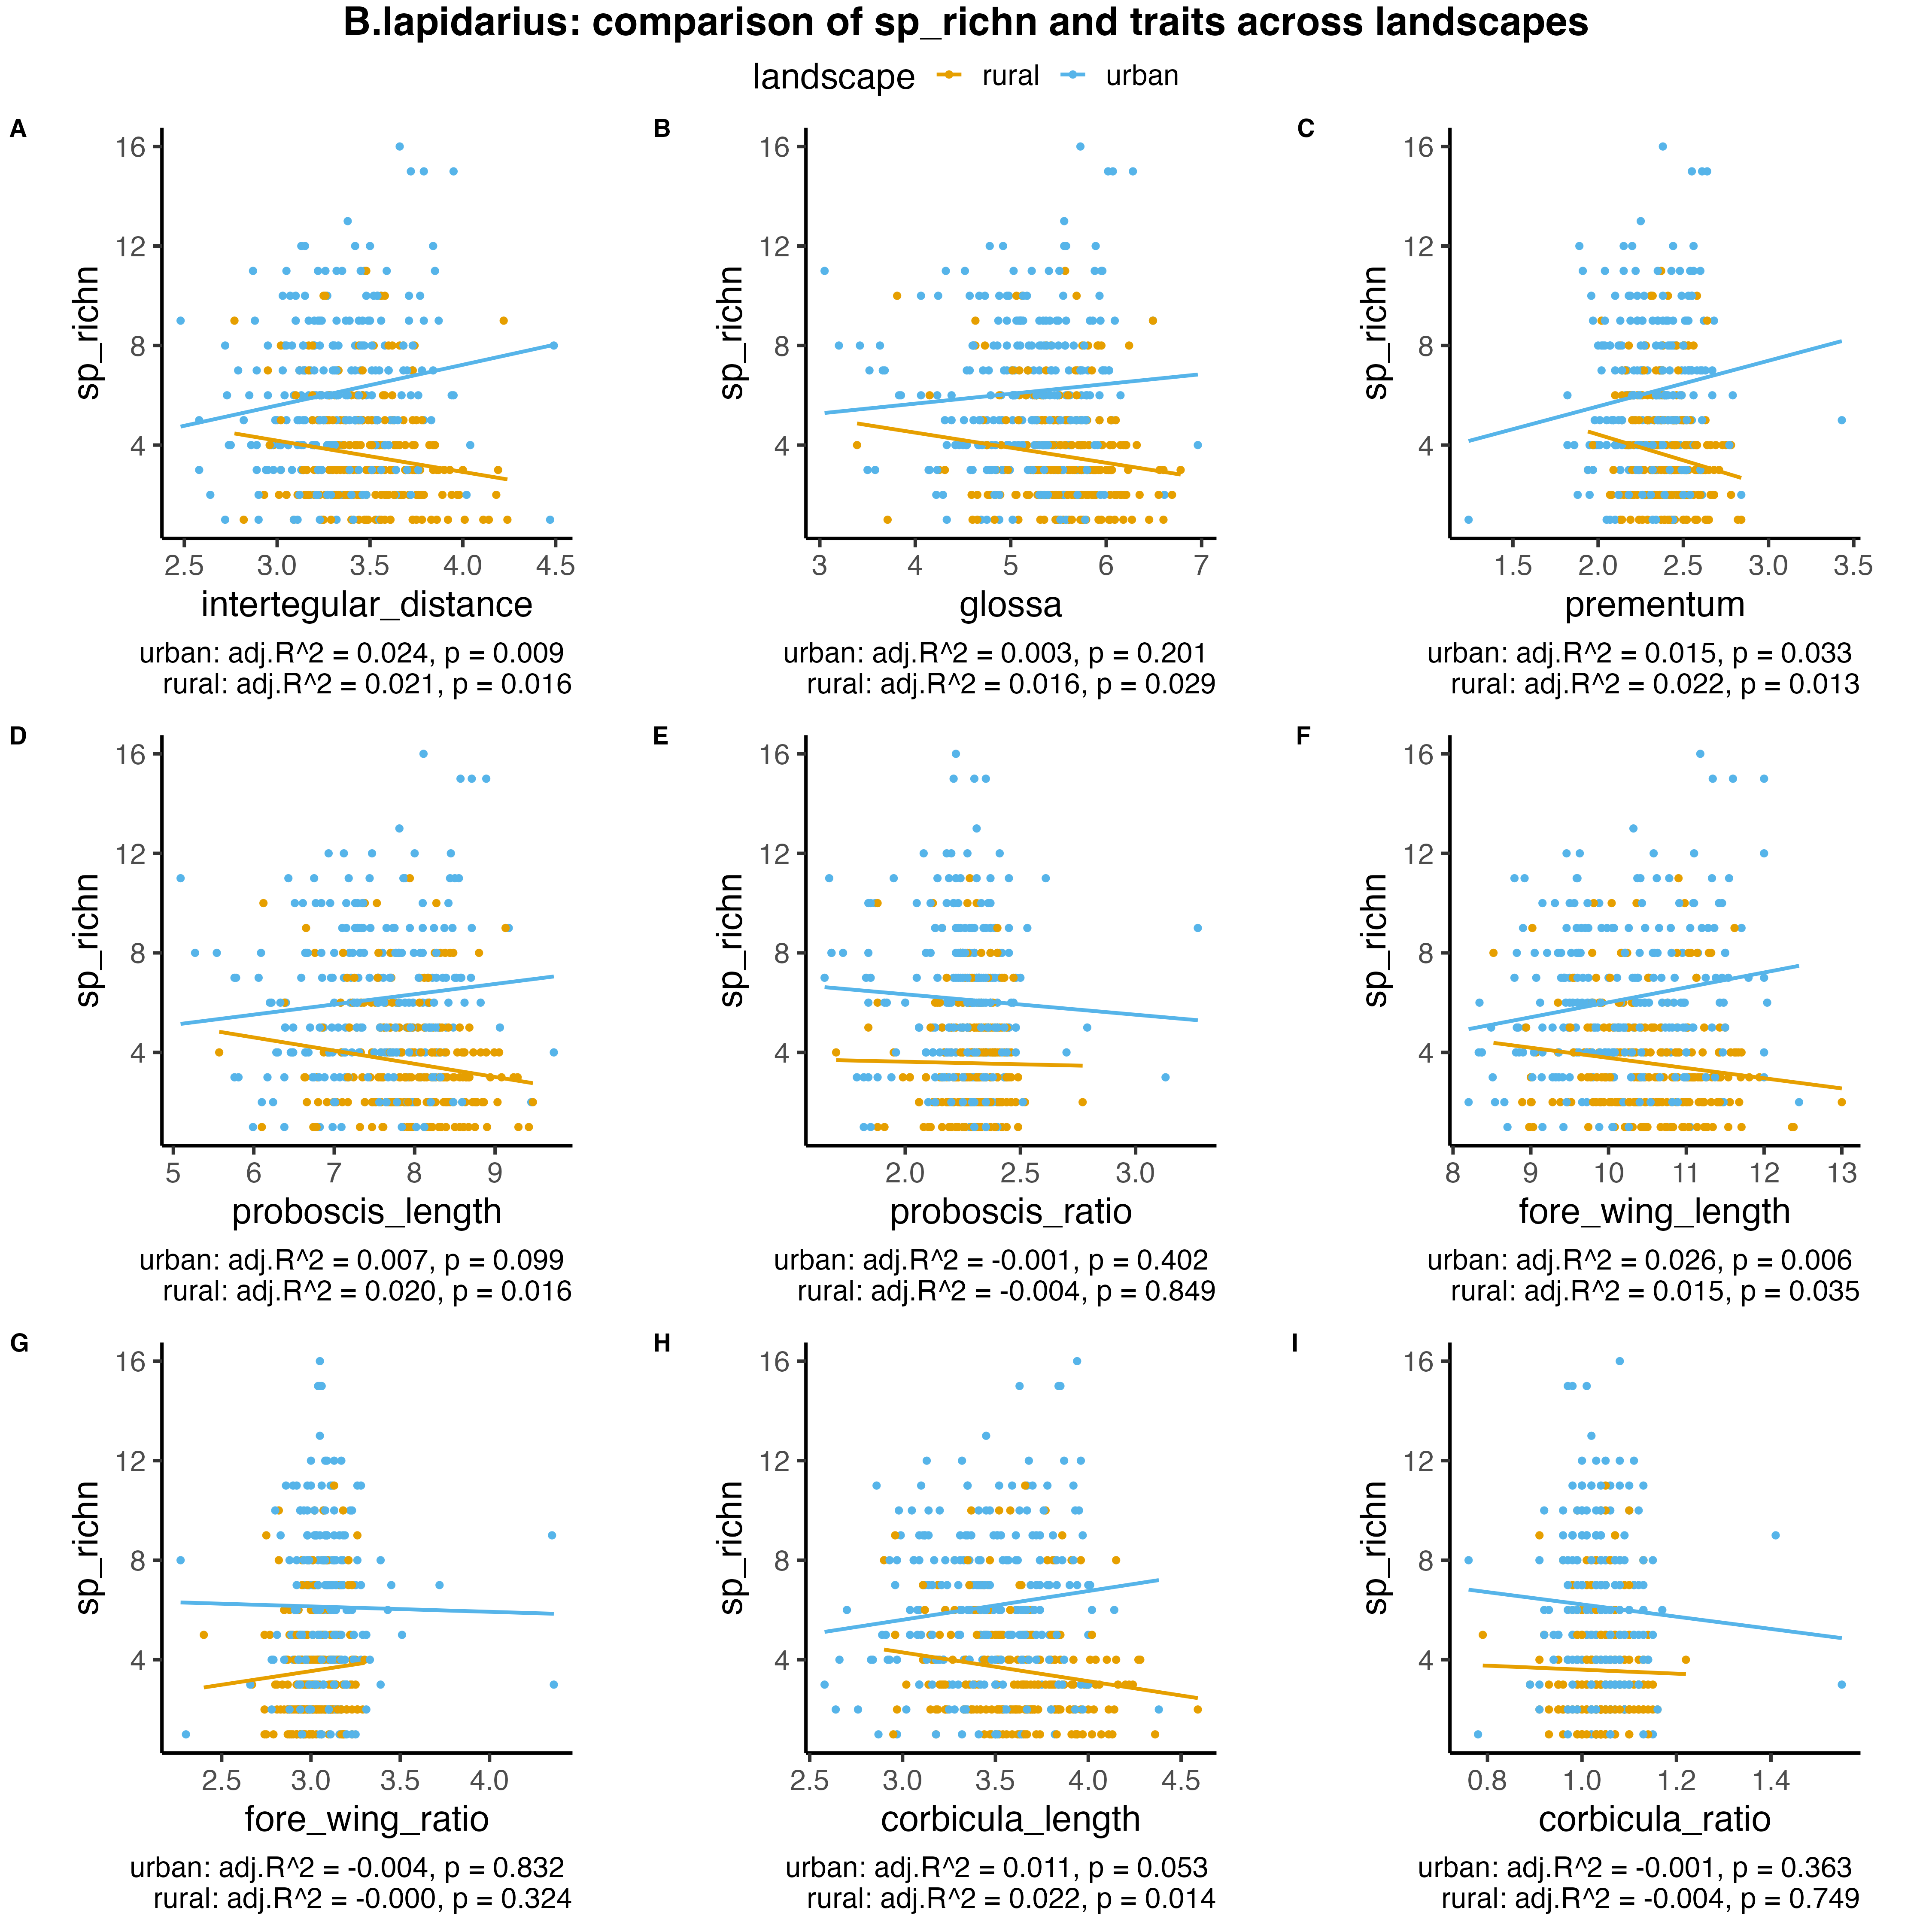 B.lapidarius: comparison of sp_richn and traits across landscapes
landscape rural urban
A
16
12
8
4
sp_richn
2.5 3.0 3.5 4.0 4.5
intertegular_distance
urban: adj.R^2 = 0.024, p = 0.009
rural: adj.R^2 = 0.021, p = 0.016
B
16
12
8
4
sp_richn
3 4 5 6 7
glossa
urban: adj.R^2 = 0.003, p = 0.201
rural: adj.R^2 = 0.016, p = 0.029
C
16
12
8
4
sp_richn
1.5 2.0 2.5 3.0 3.5
prementum
urban: adj.R^2 = 0.015, p = 0.033
rural: adj.R^2 = 0.022, p = 0.013
D
16
12
8
4
sp_richn
5 6 7 8 9
proboscis_length
urban: adj.R^2 = 0.007, p = 0.099
rural: adj.R^2 = 0.020, p = 0.016
E
16
12
8
4
sp_richn
2.0 2.5 3.0
proboscis_ratio
urban: adj.R^2 = -0.001, p = 0.402
rural: adj.R^2 = -0.004, p = 0.849
F
16
12
8
4
sp_richn
8 9 10 11 12 13
fore_wing_length
urban: adj.R^2 = 0.026, p = 0.006
rural: adj.R^2 = 0.015, p = 0.035
G
16
12
8
4
sp_richn
2.5 3.0 3.5 4.0
fore_wing_ratio
urban: adj.R^2 = -0.004, p = 0.832
rural: adj.R^2 = -0.000, p = 0.324
H
16
12
8
4
sp_richn
2.5 3.0 3.5 4.0 4.5
corbicula_length
urban: adj.R^2 = 0.011, p = 0.053
rural: adj.R^2 = 0.022, p = 0.014
I
16
12
8
4
sp_richn
0.8 1.0 1.2 1.4
corbicula_ratio
urban: adj.R^2 = -0.001, p = 0.363
rural: adj.R^2 = -0.004, p = 0.749